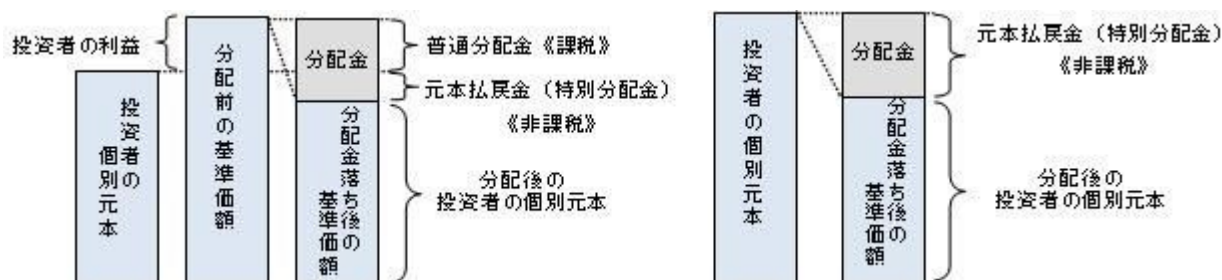 投資者の利益
投資者の
個別元本
分配前の基準価額
分配金
分配金落ち後の
基準価額
普通分配金《課税》
元本払戻金（特別分配金）
《非課税》
分配後の
投資者の個別元本
投資者の個別元本
分配金
分配金落ち後の
基準価額
元本払戻金（特別分配金）
《非課税》
分配後の
投資者の個別元本